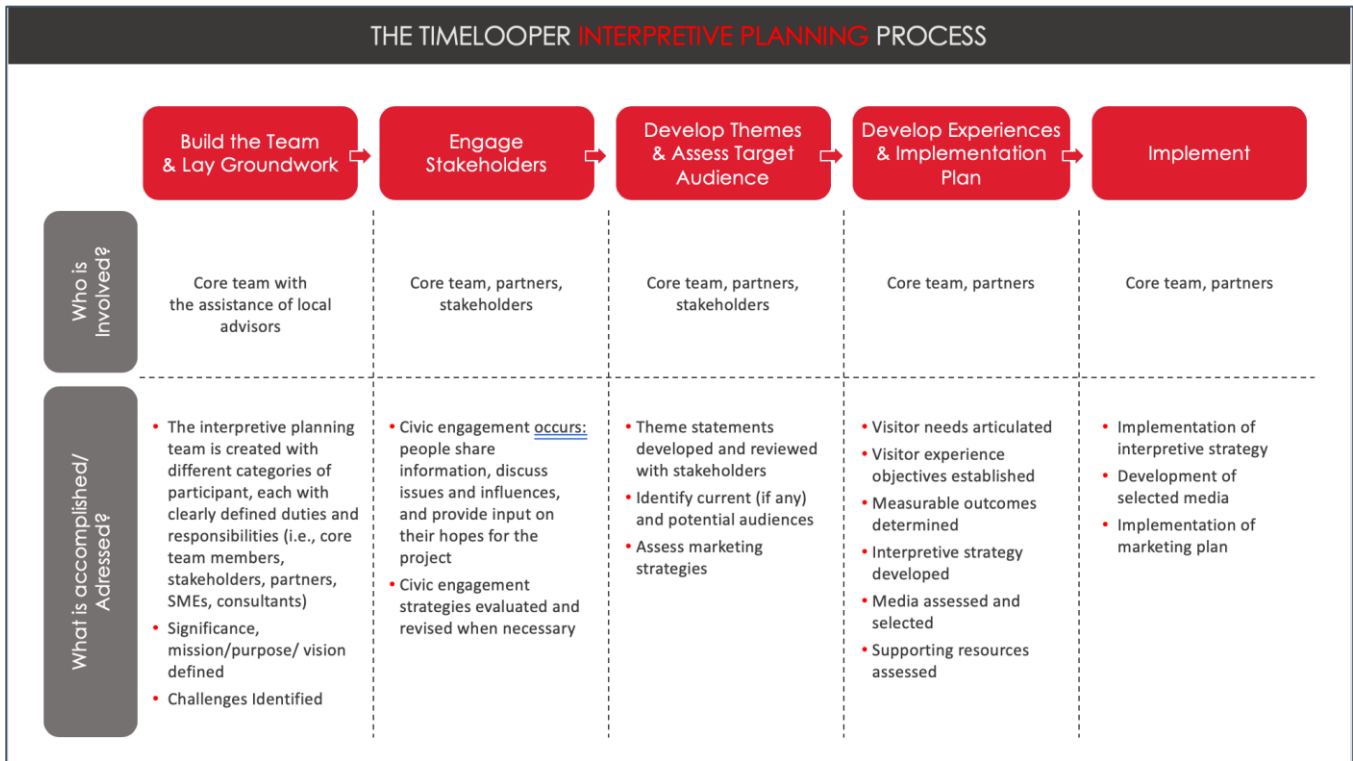 THE TIMELOOPER INTERPRETIVE PLANNING PROCESS
Build the Team
& Lay Groundwork
Engage
Stakeholders
Develop Themes
& Assess Target
Audience
Develop Experiences
& Implementation
Plan
Implement
Who is
Involved?
Core team with
the assistance of local
advisors
Core team, partners,
stakeholders
Core team, partners,
stakeholders
Core team, partners
Core team, partners
What is accomplished/
Adressed?
• The interpretive planning
team is created with
different categories of
participant, each with
clearly defined duties and
responsibilities (i.e., core
team members,
stakeholders, partners,
SMEs, consultants)
• Significance,
mission/purpose/ vision
defined
• Challenges Identified
• Civic engagement occurs:
people share
information, discuss
issues and influences,
and provide input on
their hopes for the
project
• Civic engagement
strategies evaluated and
revised when necessary
• Theme statements
developed and reviewed
with stakeholders
• Identify current (if any)
and potential audiences
• Assess marketing
strategies
• Visitor needs articulated
• Visitor experience
objectives established
• Measurable outcomes
determined
• Interpretive strategy
developed
• Media assessed and
selected
• Supporting resources
assessed
• Implementation of
interpretive strategy
• Development of
selected media
• Implementation of
marketing plan